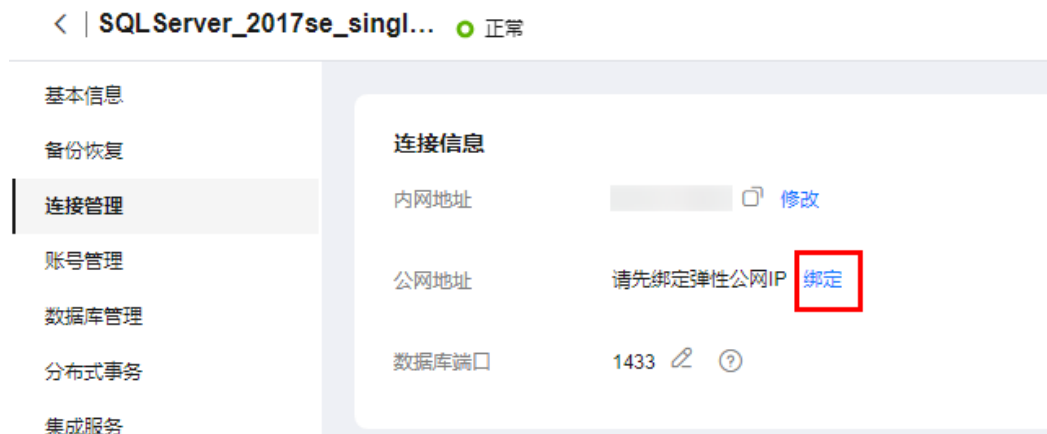 SQLServer_2017se_singl... 正常
基本信息
备份恢复
连接管理
账号管理
数据库管理
分布式事务
集成服务
连接信息
内网地址 修改
公网地址 请先绑定弹性公网IP 绑定
数据库端口 1433